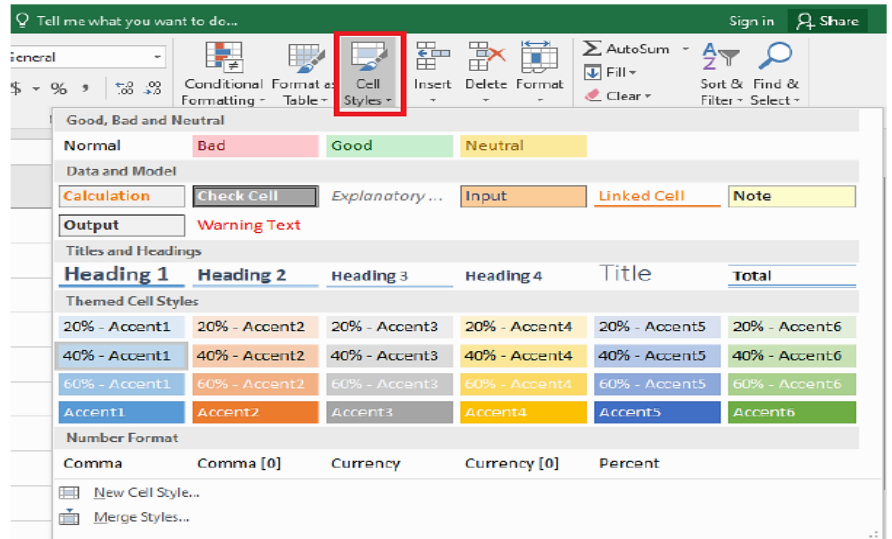 Tell me what you want to do...
Sign in
Share
General
$ % ,
Conditional Formatting
Format as Table
Cell Styles
Insert
Delete
Format
AutoSum
Fill
Clear
Sort & Filter
Find & Select
Good, Bad and Neutral
Normal Bad Good Neutral
Data and Model
Calculation Check Cell Explanatory ... Input Linked Cell Note
Output Warning Text
Titles and Headings
Heading 1 Heading 2 Heading 3 Heading 4 Title Total
Themed Cell Styles
20% - Accent1 20% - Accent2 20% - Accent3 20% - Accent4 20% - Accent5 20% - Accent6
40% - Accent1 40% - Accent2 40% - Accent3 40% - Accent4 40% - Accent5 40% - Accent6
60% - Accent1 60% - Accent2 60% - Accent3 60% - Accent4 60% - Accent5 60% - Accent6
Accent1 Accent2 Accent3 Accent4 Accent5 Accent6
Number Format
Comma Comma [0] Currency Currency [0] Percent
New Cell Style...
Merge Styles...